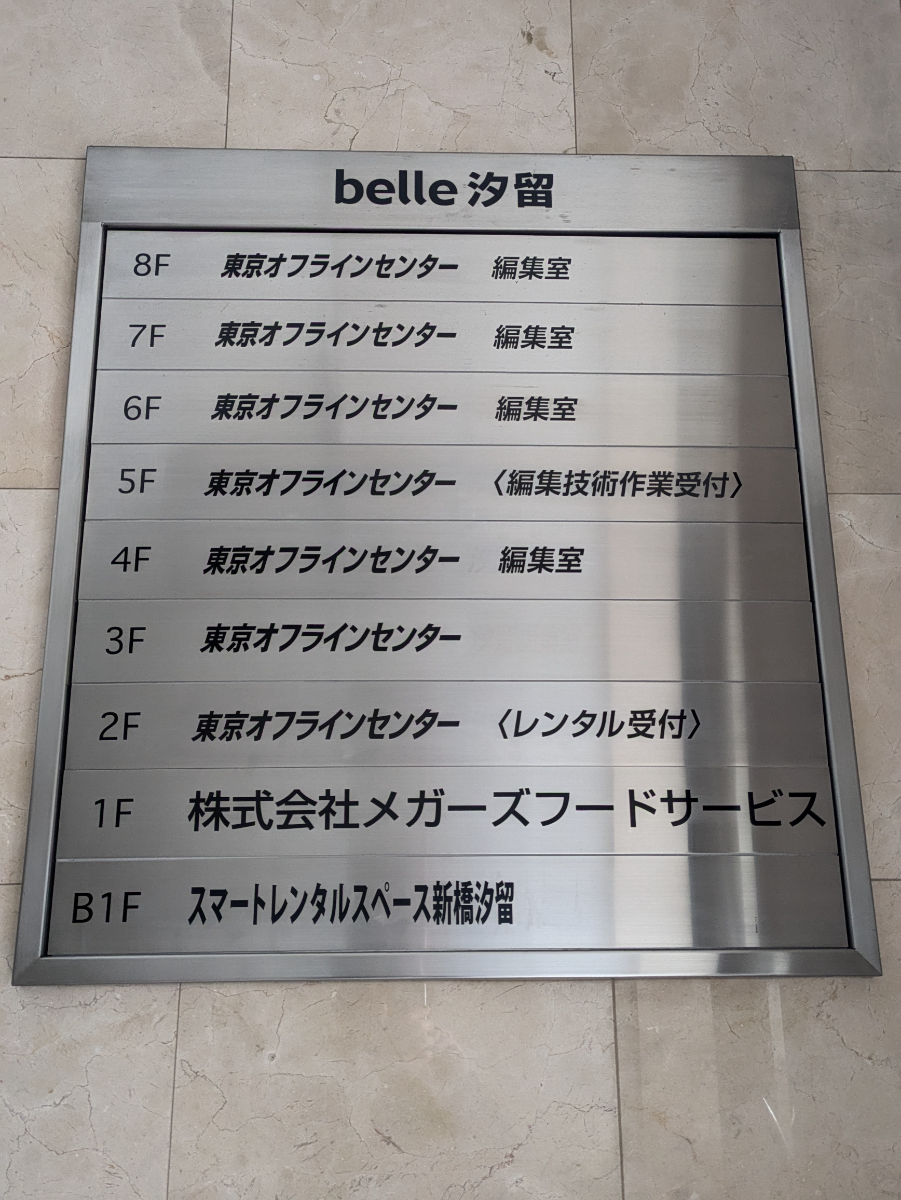 belle 汐留
8F 東京オフラインセンター 編集室
7F 東京オフラインセンター 編集室
6F 東京オフラインセンター 編集室
5F 東京オフラインセンター 〈編集技術作業受付〉
4F 東京オフラインセンター 編集室
3F 東京オフラインセンター
2F 東京オフラインセンター 〈レンタル受付〉
1F 株式会社メガーズフードサービス
B1F スマートレンタルスペース新橋汐留